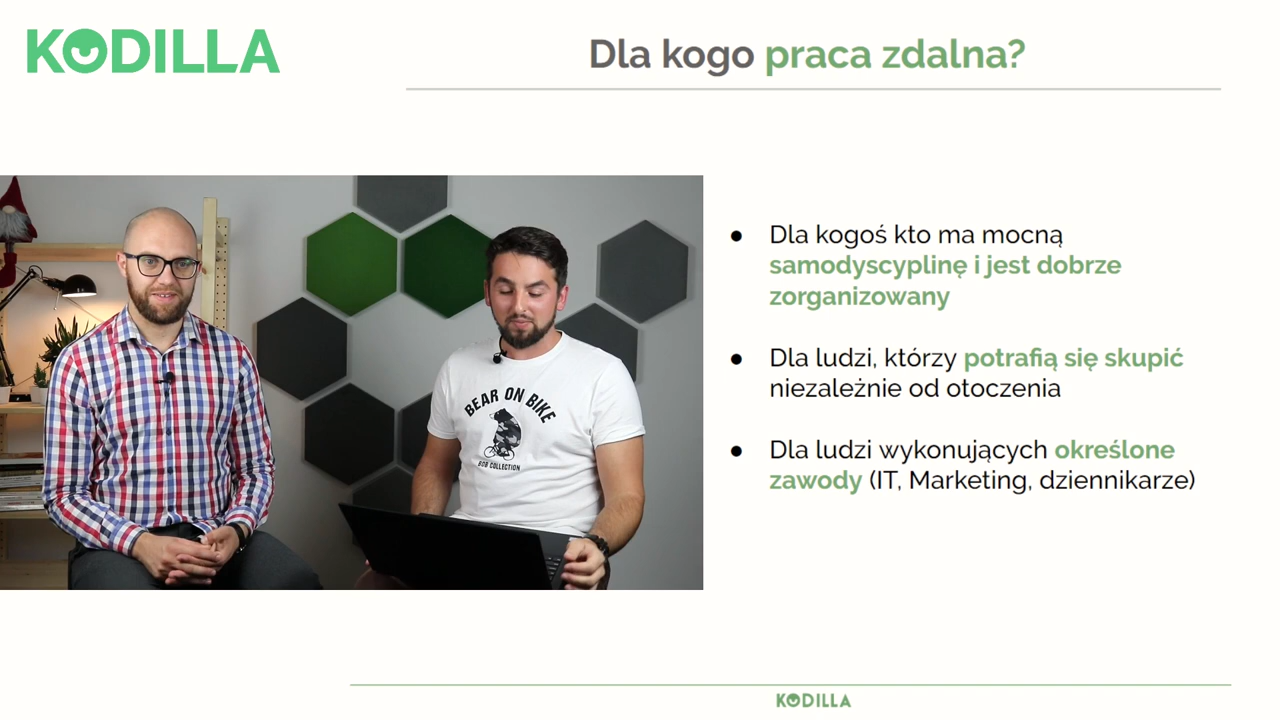 KODILLA
Dla kogo praca zdalna?
BEAR ON BIKE
BOB COLLECTION
● Dla kogoś kto ma mocną
samodyscyplinę i jest dobrze
zorganizowany
● Dla ludzi, którzy potrafią się skupić
niezależnie od otoczenia
● Dla ludzi wykonujących określone
zawody (IT, Marketing, dziennikarze)
KODILLA